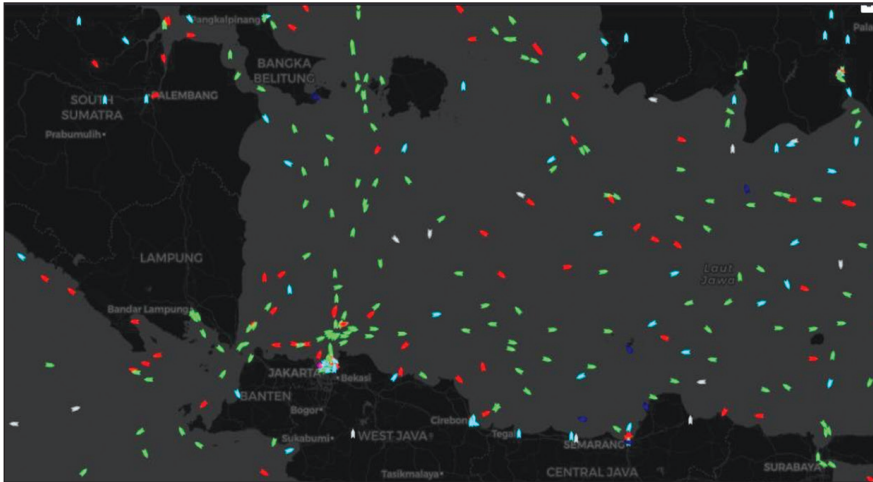 Pangkalpinang
Pala
BANGKA
BELITUNG
SOUTH
SUMATRA
PALEMBANG
Prabumulih
LAMPUNG
Laut
Jawa
Bandar Lampung
JAKARTA
Bekasi
BANTEN
Bogor
Cirebon
Sukabumi
WEST JAVA
Tegal
SEMARANG
Tasikmalaya
CENTRAL JAVA
SURABAYA